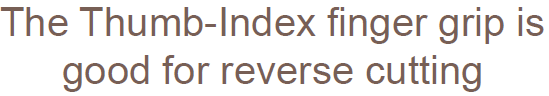 The Thumb-Index finger grip is
good for reverse cutting